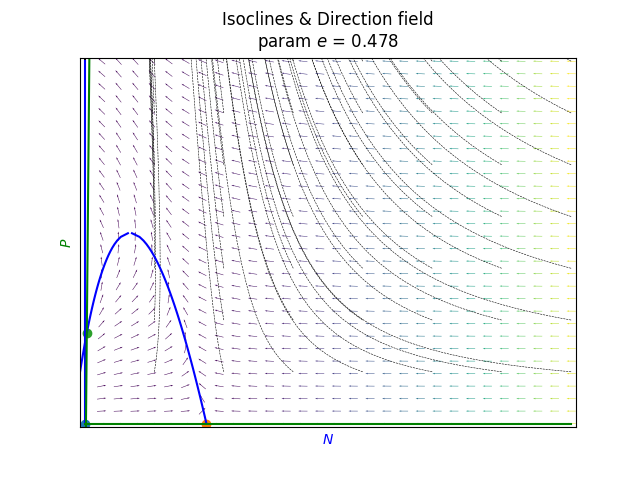 Isoclines & Direction field
param e = 0.478
P
N